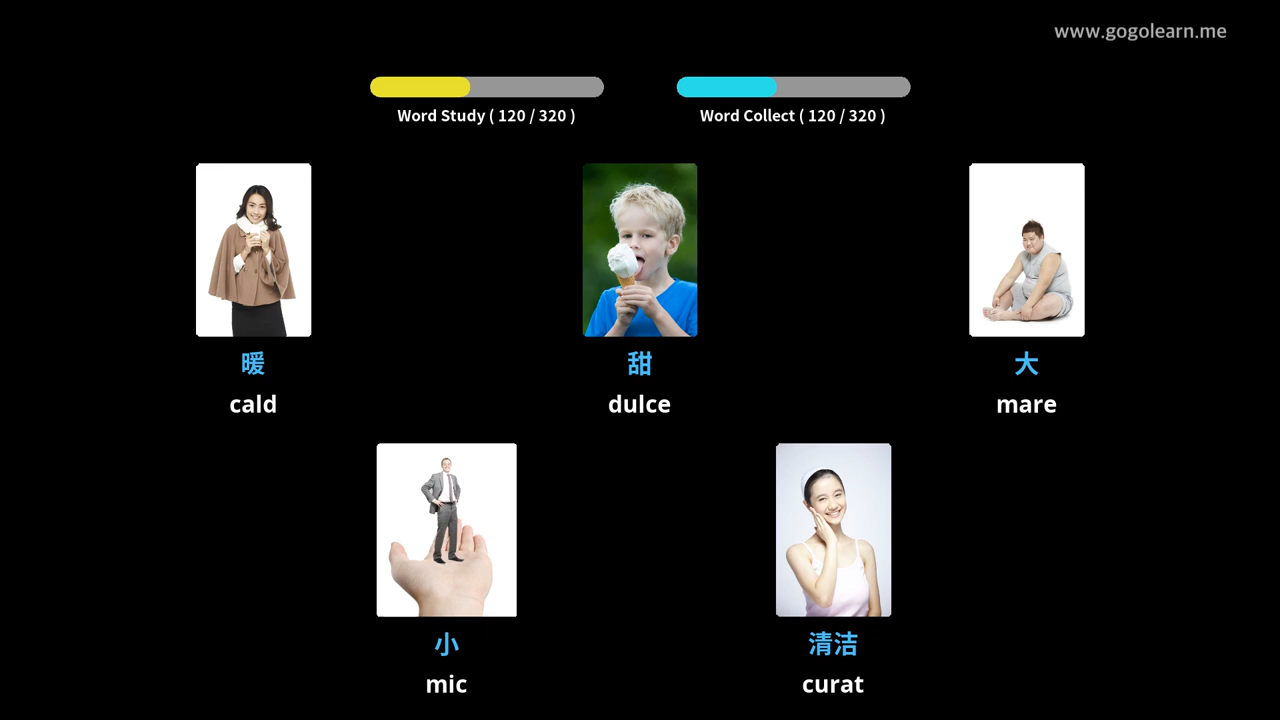 www.gogolearn.me
Word Study ( 120 / 320 )
Word Collect ( 120 / 320 )
暖
cald
甜
dulce
大
mare
小
mic
清洁
curat